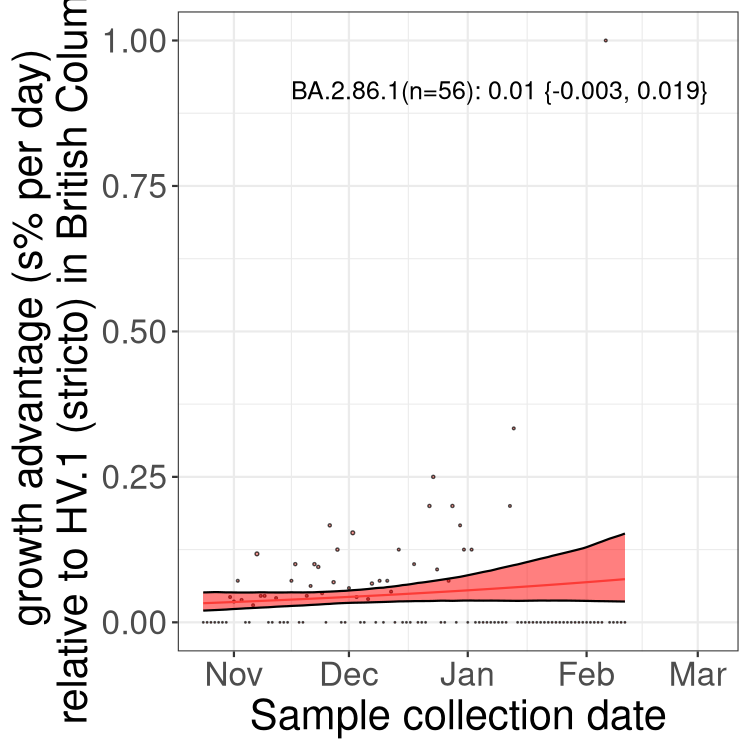 growth advantage (s% per day)
relative to HV.1 (stricto) in British Colum
1.00
0.75
0.50
0.25
0.00
BA.2.86.1(n=56): 0.01 {-0.003, 0.019}
Nov Dec Jan Feb Mar
Sample collection date